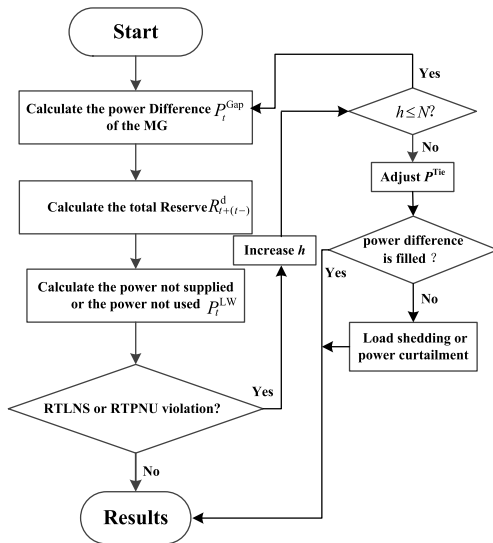 Start
Calculate the power Difference P_t^Gap
of the MG
Calculate the total Reserve R_{t+(t-)}^d
Calculate the power not supplied
or the power not used P_t^LW
RTLNS or RTPNU violation?
Yes
No
Results
Increase h
Yes
h≤N?
No
Adjust P^Tie
power difference
is filled ?
Yes
No
Load shedding or
power curtailment